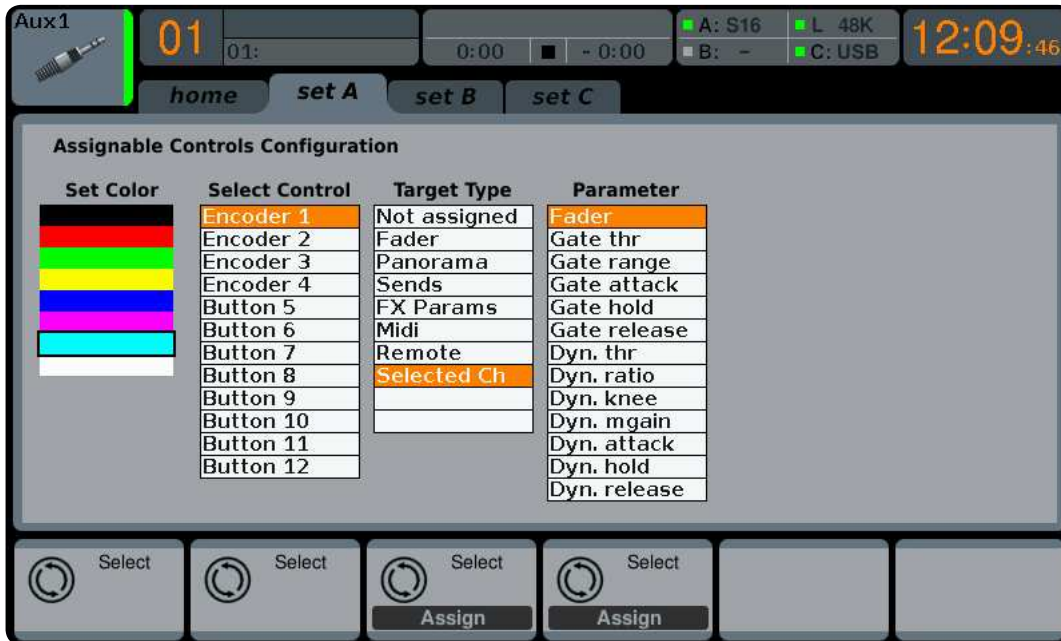 Aux1
01
01:
0:00
- 0:00
A: S16
L 48K
B: -
C: USB
12:09:46
home
set A
set B
set C
Assignable Controls Configuration
Set Color
Select Control
Target Type
Parameter
Encoder 1
Not assigned
Fader
Encoder 2
Fader
Gate thr
Encoder 3
Panorama
Gate range
Encoder 4
Sends
Gate attack
Button 5
FX Params
Gate hold
Button 6
Midi
Gate release
Button 7
Remote
Dyn. thr
Button 8
Selected Ch
Dyn. ratio
Button 9
Dyn. knee
Button 10
Dyn. mgain
Button 11
Dyn. attack
Button 12
Dyn. hold
Dyn. release
Select
Select
Select
Select
Assign
Assign